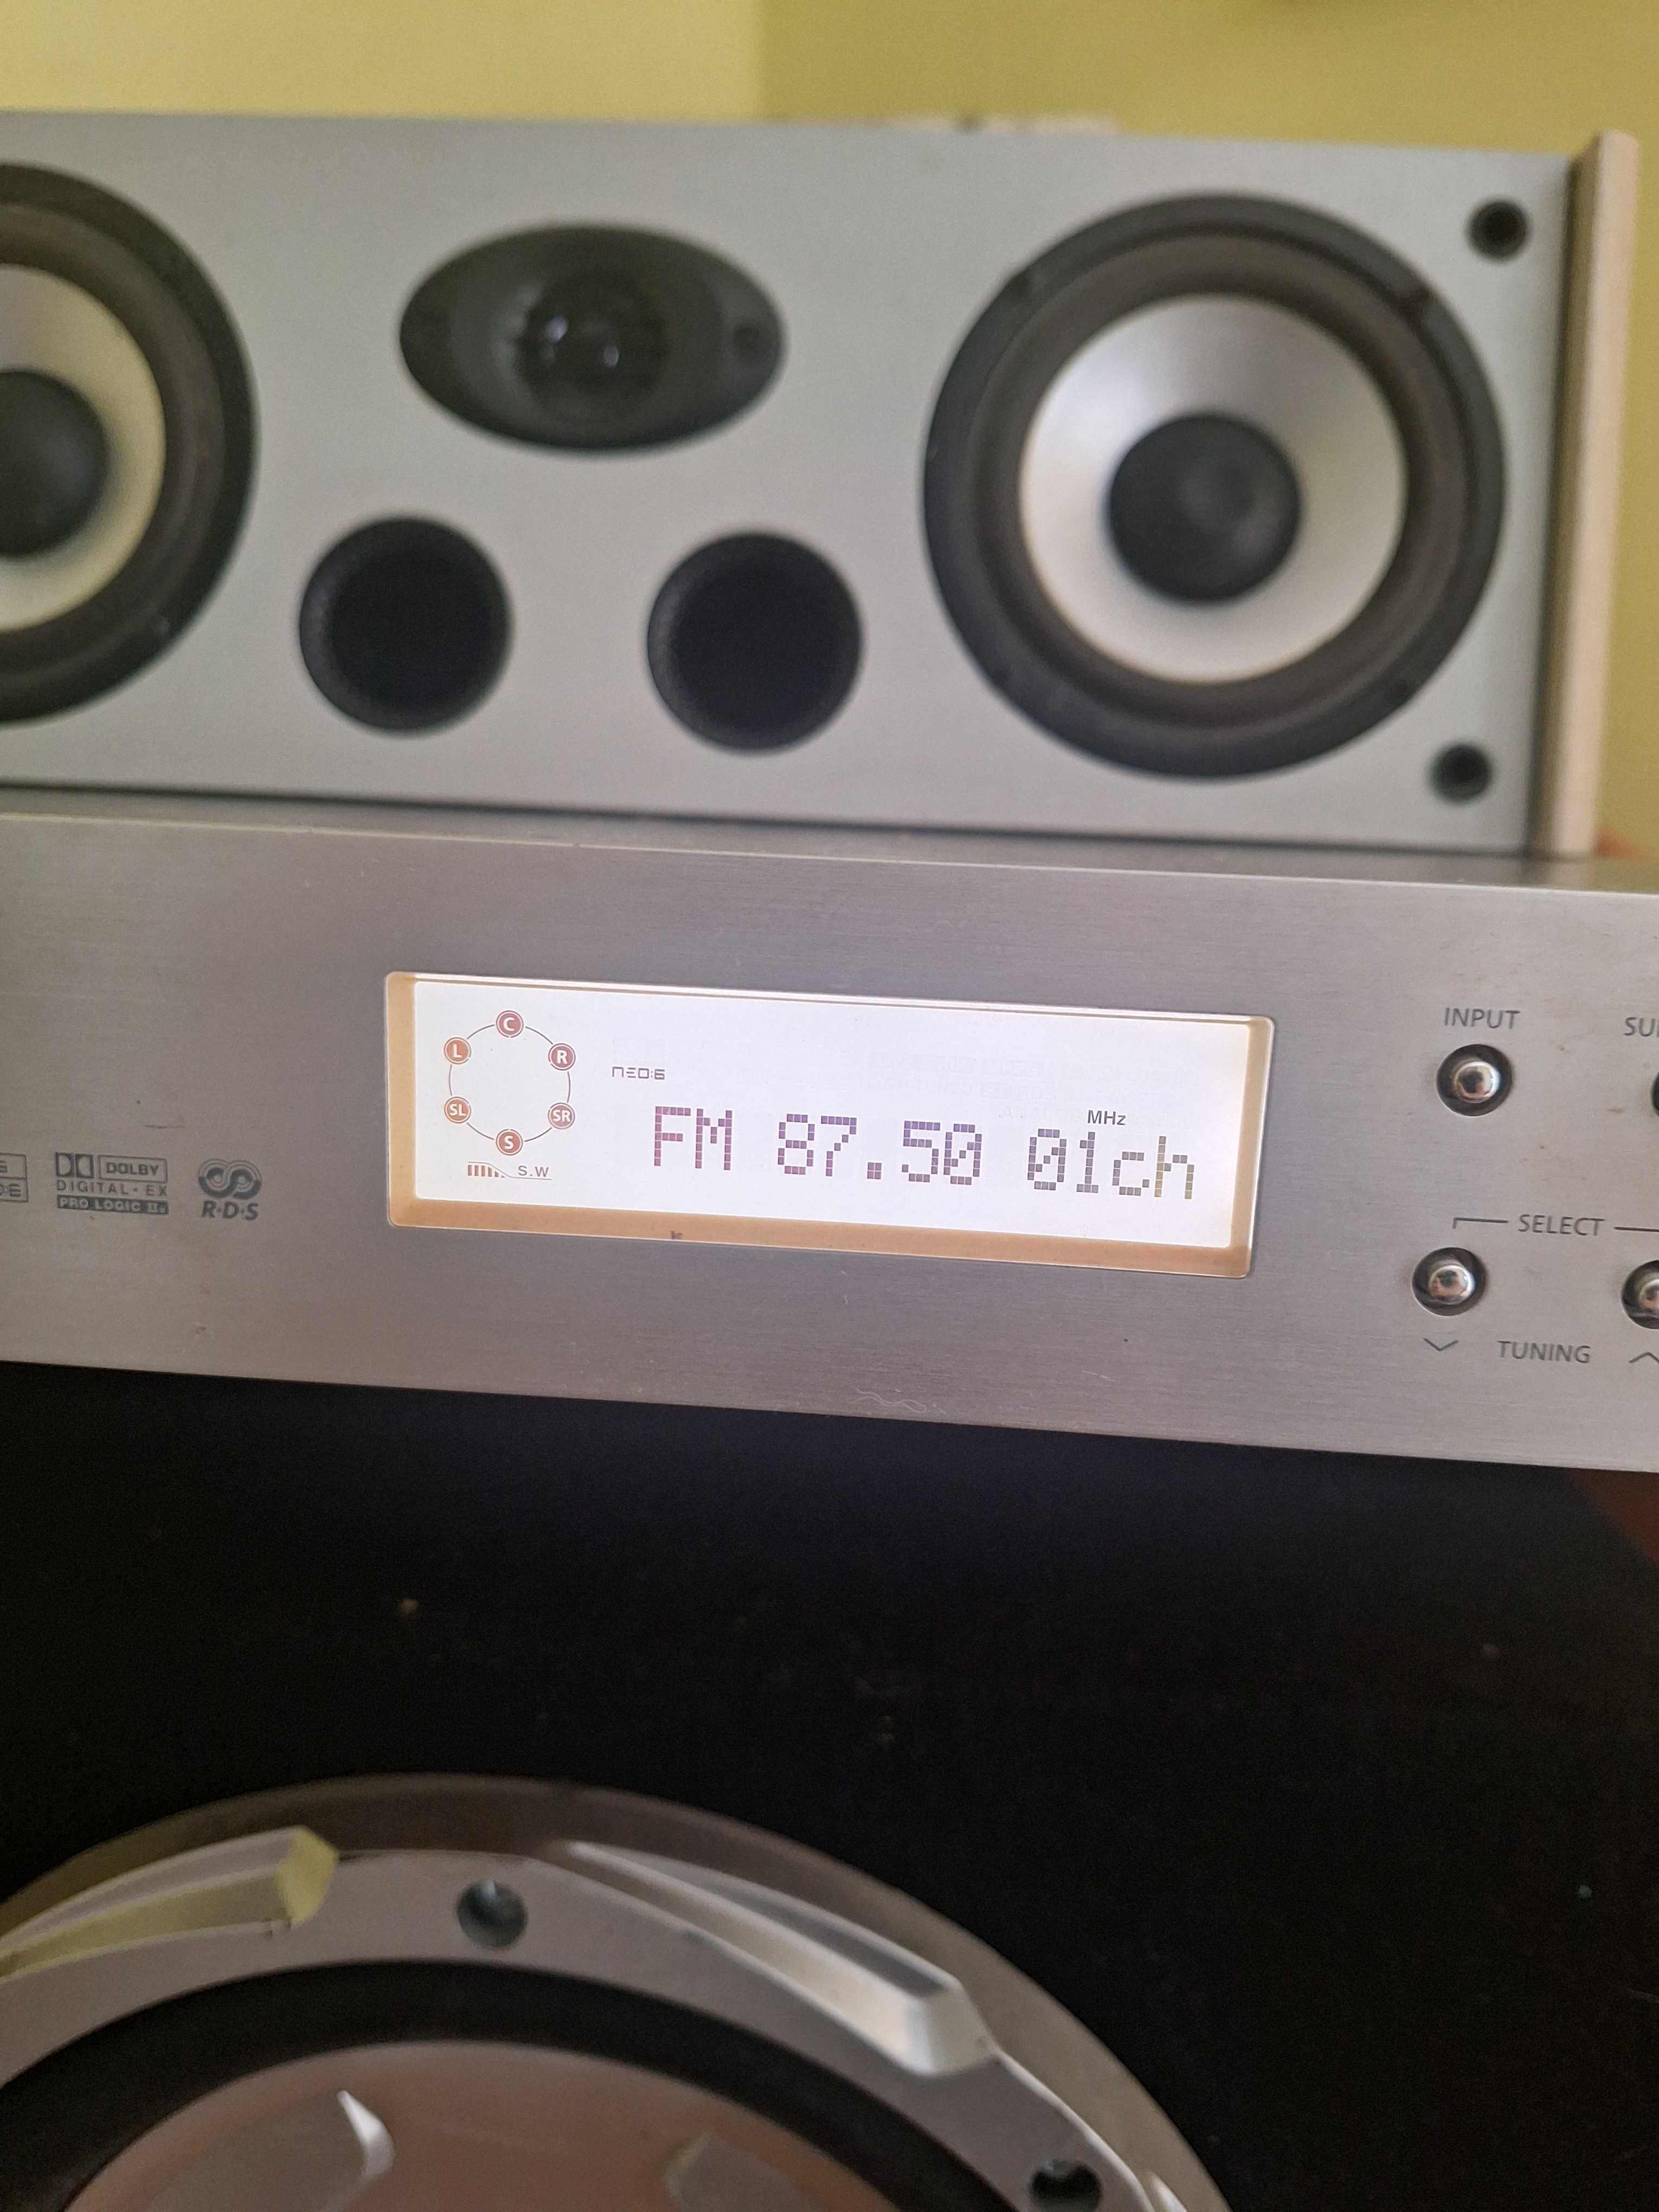 C
L R
NEO:6
SL SR
S
S.W
MHz
FM 87.50 01ch
DOLBY
DIGITAL·EX
PRO LOGIC IIx
R·D·S
INPUT
SELECT
TUNING